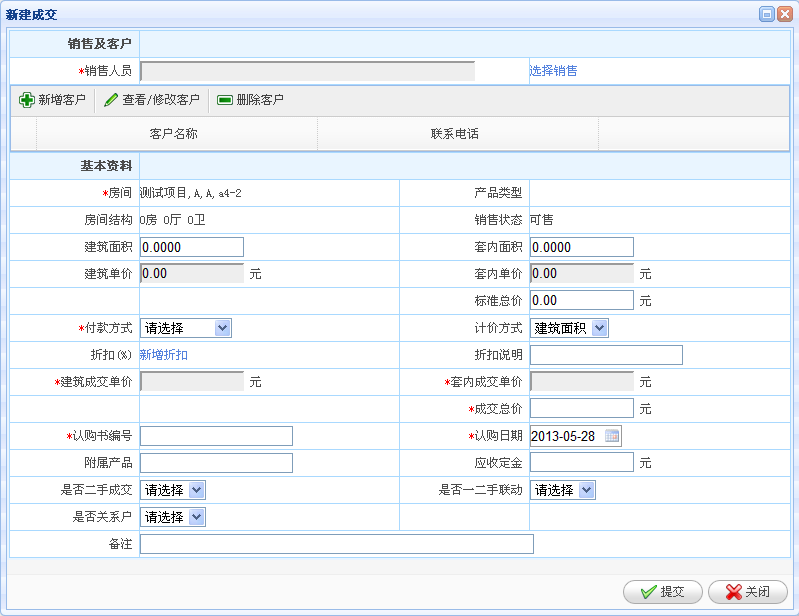 新建成交
销售及客户
*销售人员 选择销售
新增客户 查看/修改客户 删除客户
客户名称 联系电话
基本资料
*房间 测试项目,A,A,a4-2 产品类型
房间结构 0房 0厅 0卫 销售状态 可售
建筑面积 0.0000 套内面积 0.0000
建筑单价 0.00 元 套内单价 0.00 元
标准总价 0.00 元
*付款方式 请选择 计价方式 建筑面积
折扣(%) 新增折扣 折扣说明
*建筑成交单价 元 *套内成交单价 元
*成交总价 元
*认购书编号 *认购日期 2013-05-28
附属产品 应收定金 元
是否二手成交 请选择 是否一二手联动 请选择
是否关系户 请选择
备注
提交 关闭